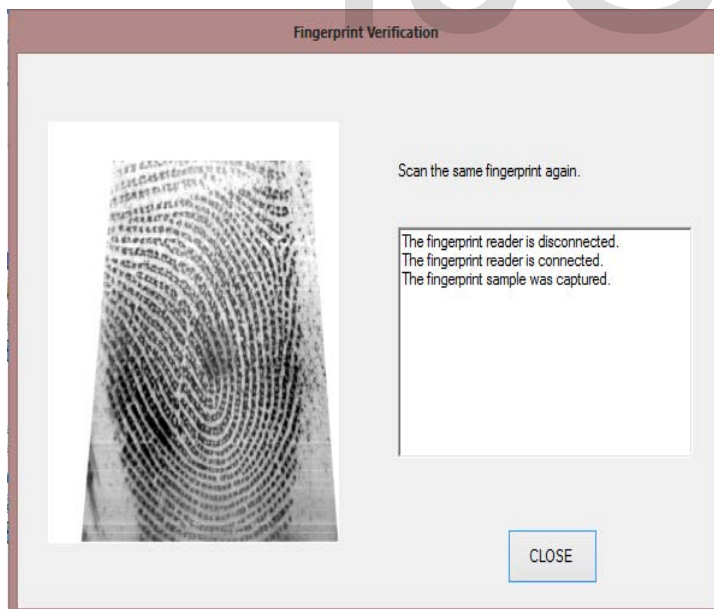 Fingerprint Verification
Scan the same fingerprint again.
The fingerprint reader is disconnected.
The fingerprint reader is connected.
The fingerprint sample was captured.
CLOSE